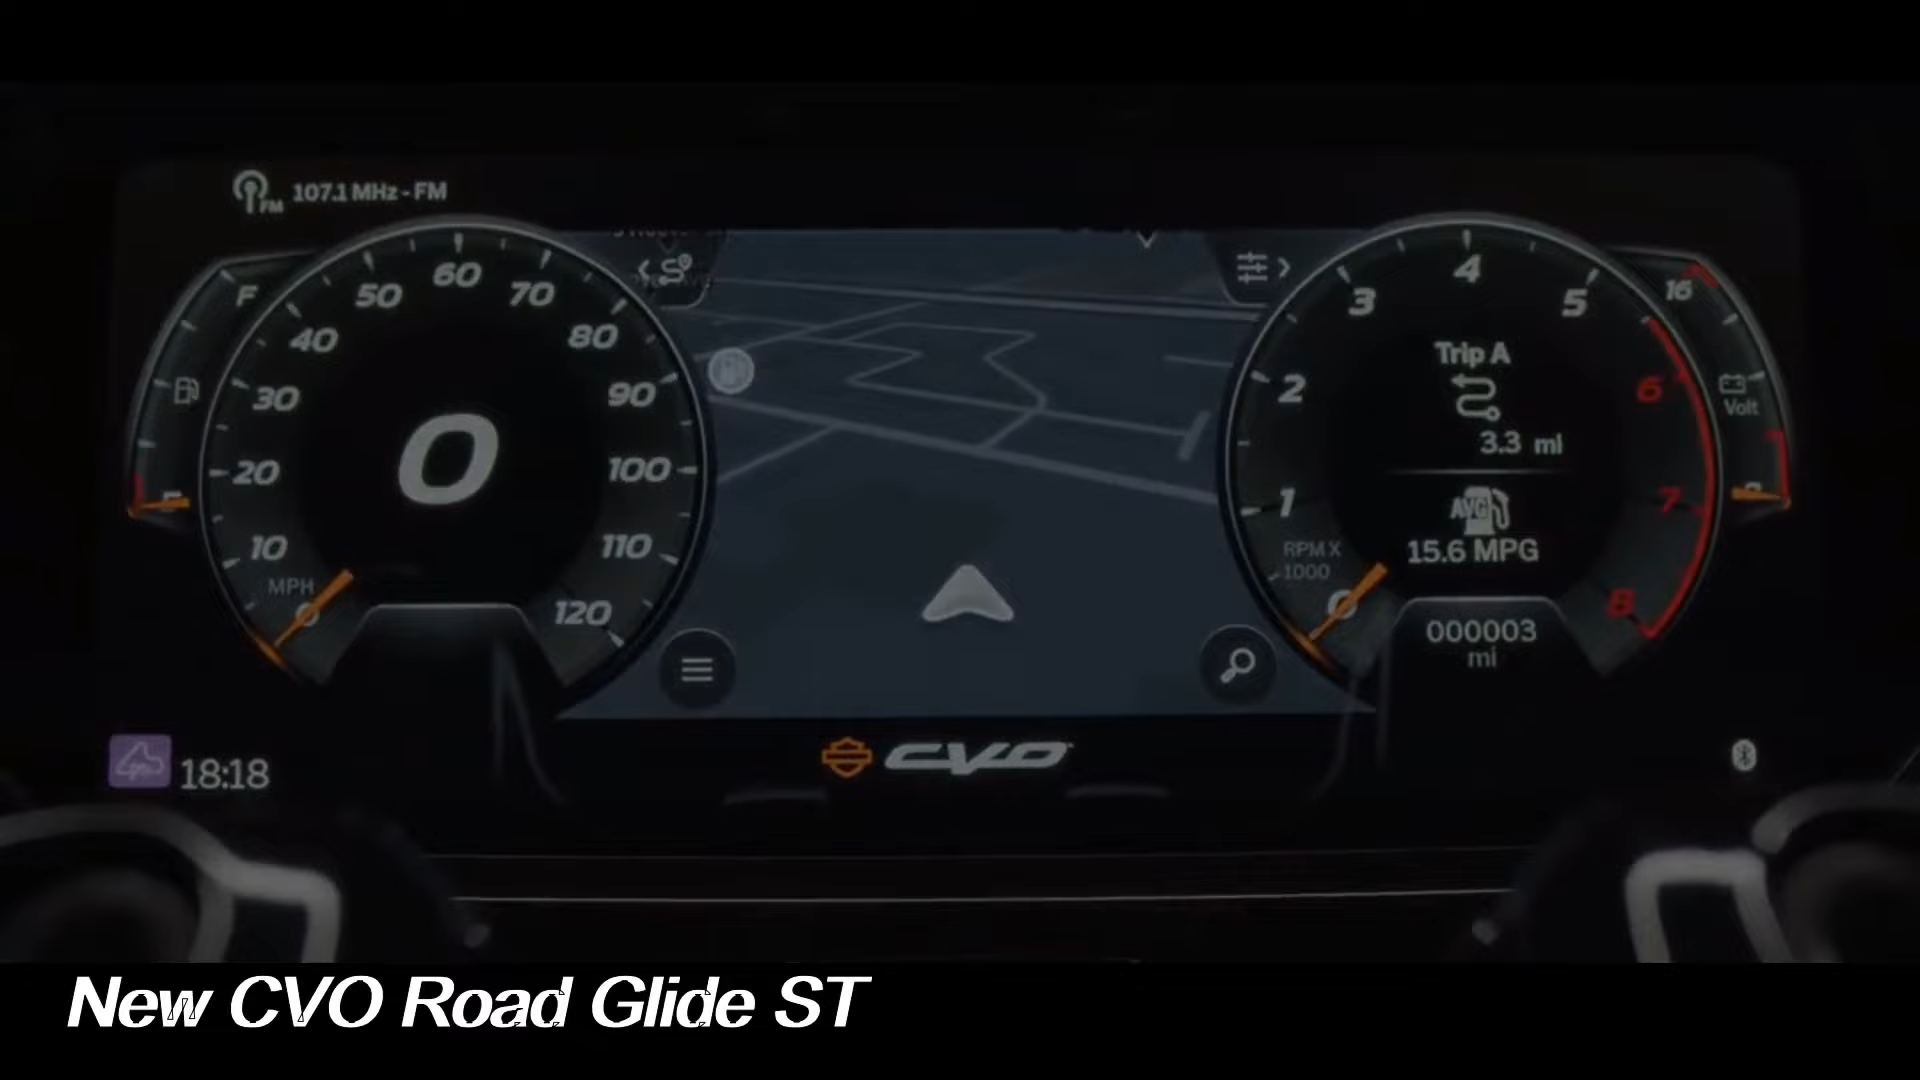 FM 107.1 MHz - FM
F
10
20
30
40
50
60
70
80
90
100
110
120
0
MPH
0
1
2
3
4
5
6
7
8
16
Volt
Trip A
3.3 mi
AVG
15.6 MPG
RPM X
1000
0
000003
mi
18:18
CVO
New CVO Road Glide ST